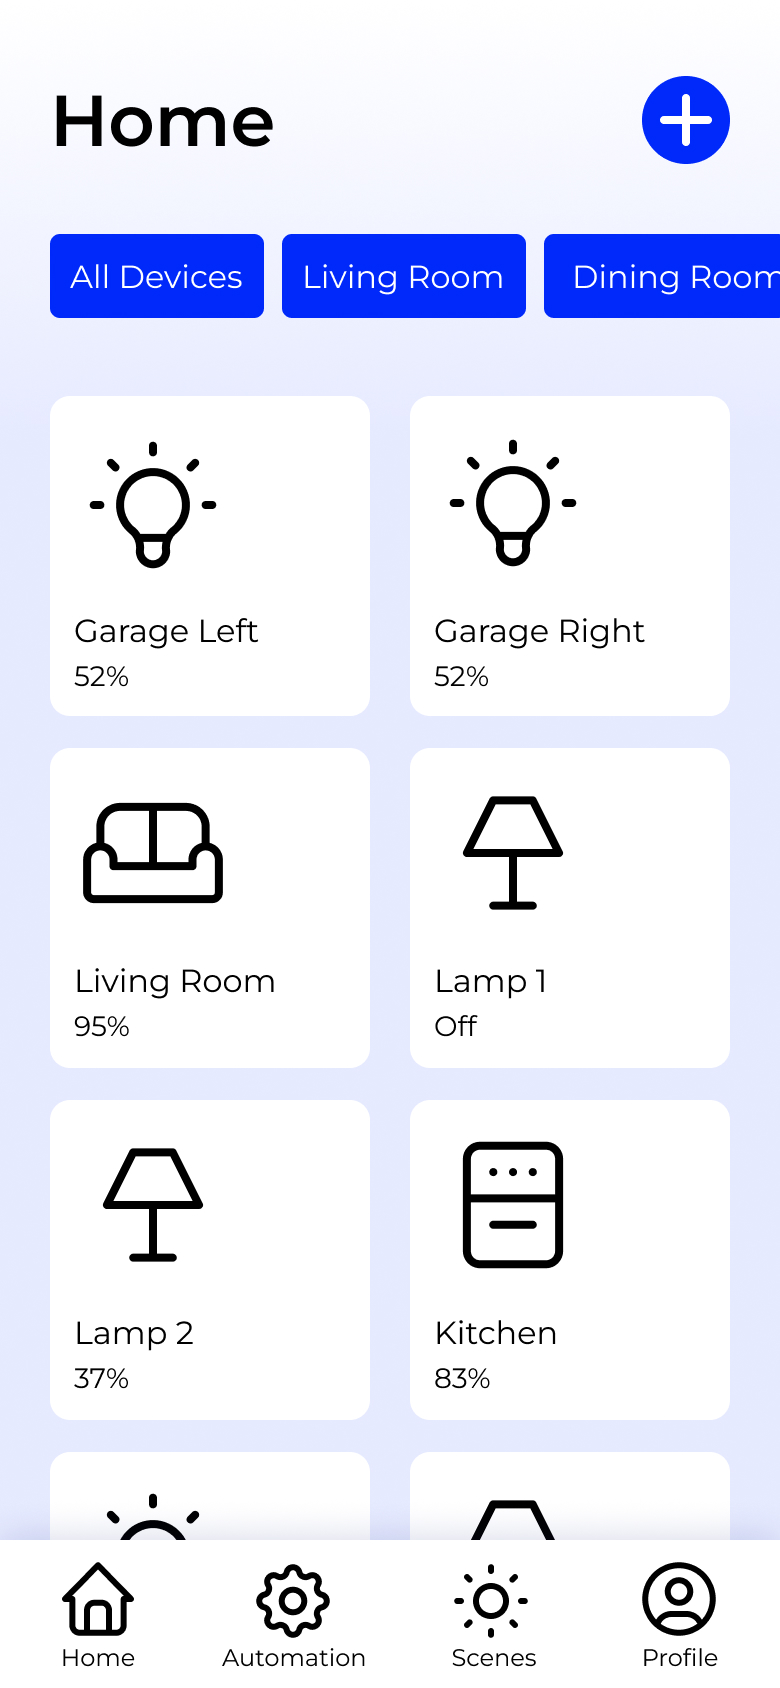 Home
All Devices
Living Room
Dining Room
Garage Left
52%
Garage Right
52%
Living Room
95%
Lamp 1
Off
Lamp 2
37%
Kitchen
83%
Home
Automation
Scenes
Profile